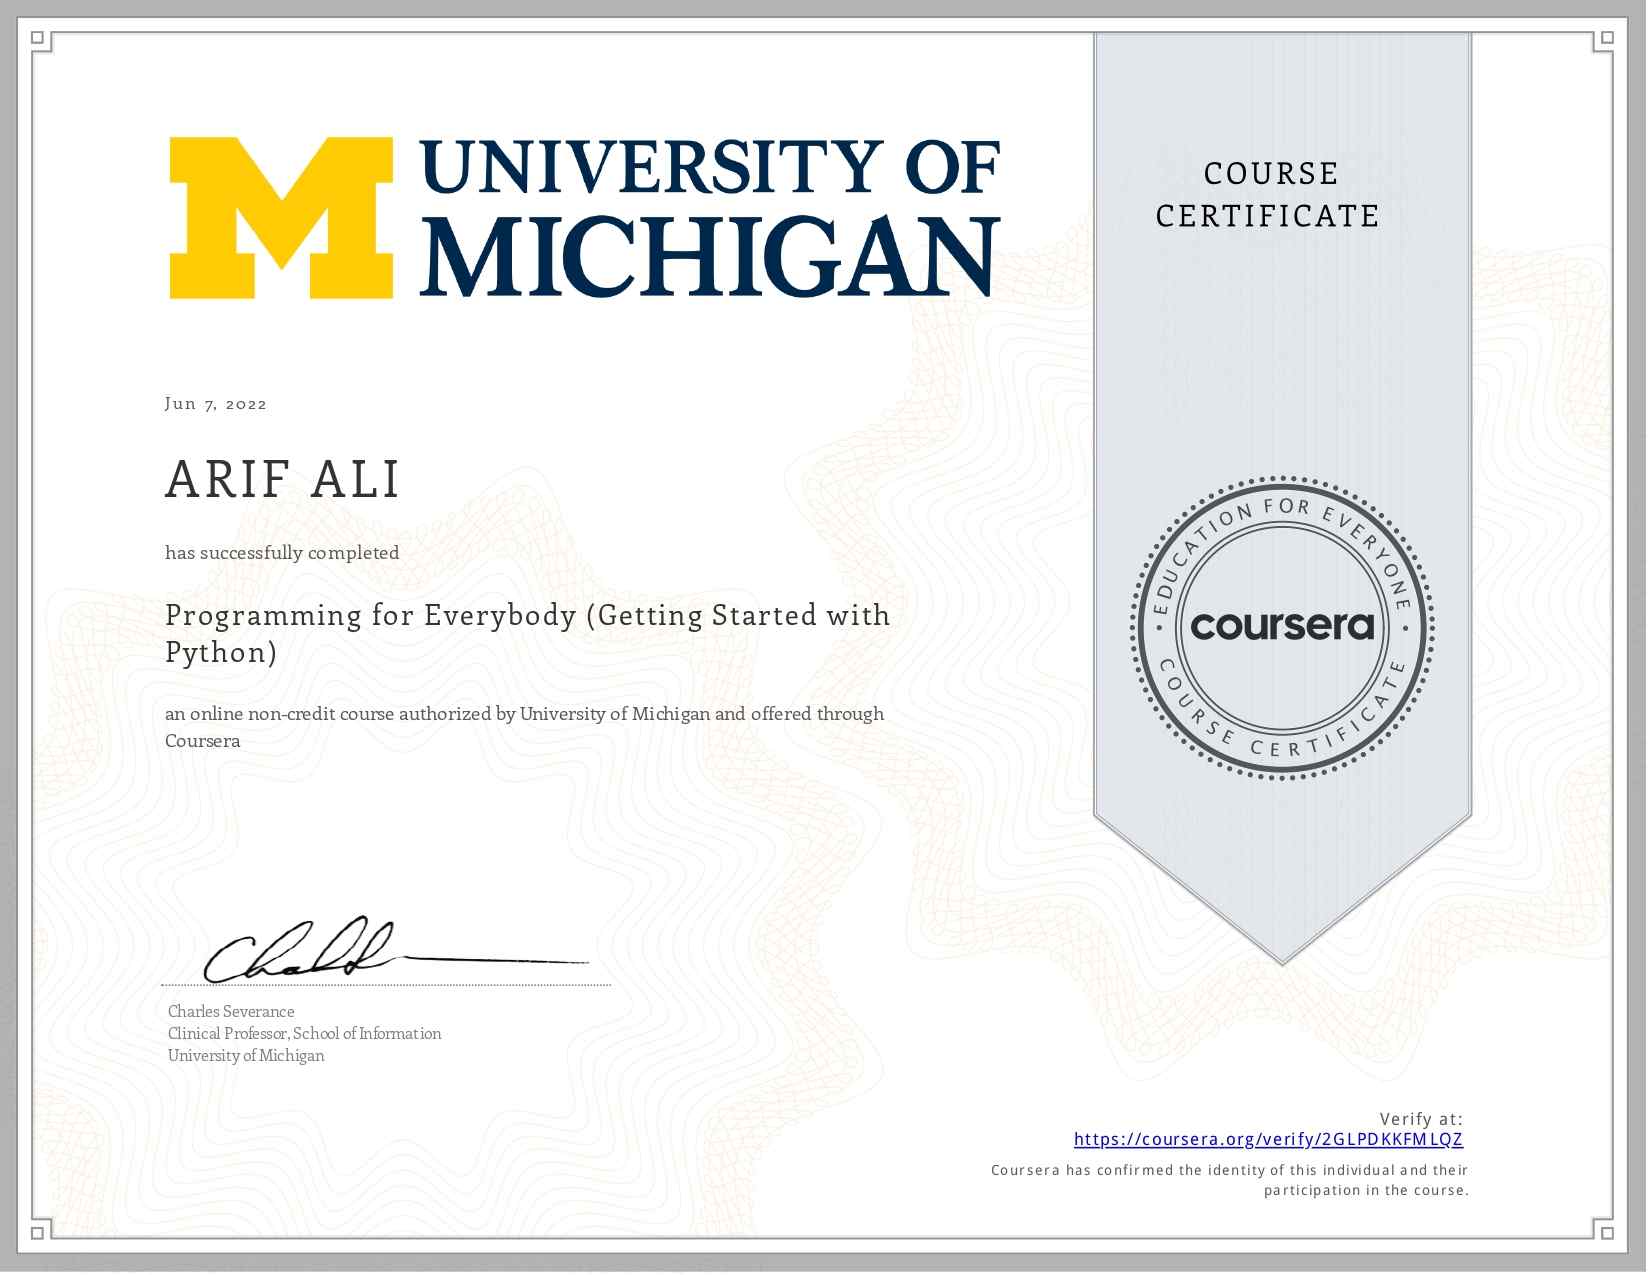 UNIVERSITY OF
MICHIGAN
COURSE
CERTIFICATE
Jun 7, 2022
ARIF ALI
has successfully completed
Programming for Everybody (Getting Started with
Python)
an online non-credit course authorized by University of Michigan and offered through
Coursera
EDUCATION FOR EVERYONE
coursera
COURSE CERTIFICATE
Charles Severance
Clinical Professor, School of Information
University of Michigan
Verify at:
https://coursera.org/verify/2GLPDKKFMLQZ
Coursera has confirmed the identity of this individual and their
participation in the course.